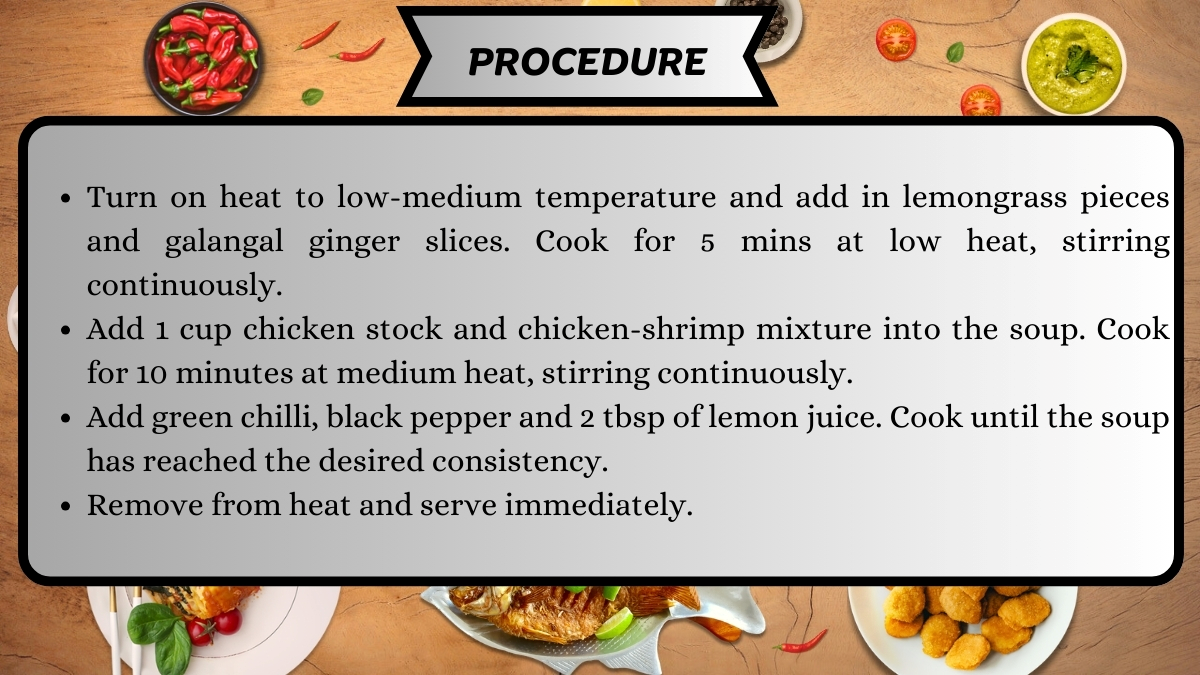 PROCEDURE
• Turn on heat to low-medium temperature and add in lemongrass pieces
and galangal ginger slices. Cook for 5 mins at low heat, stirring
continuously.
• Add 1 cup chicken stock and chicken-shrimp mixture into the soup. Cook
for 10 minutes at medium heat, stirring continuously.
• Add green chilli, black pepper and 2 tbsp of lemon juice. Cook until the soup
has reached the desired consistency.
• Remove from heat and serve immediately.